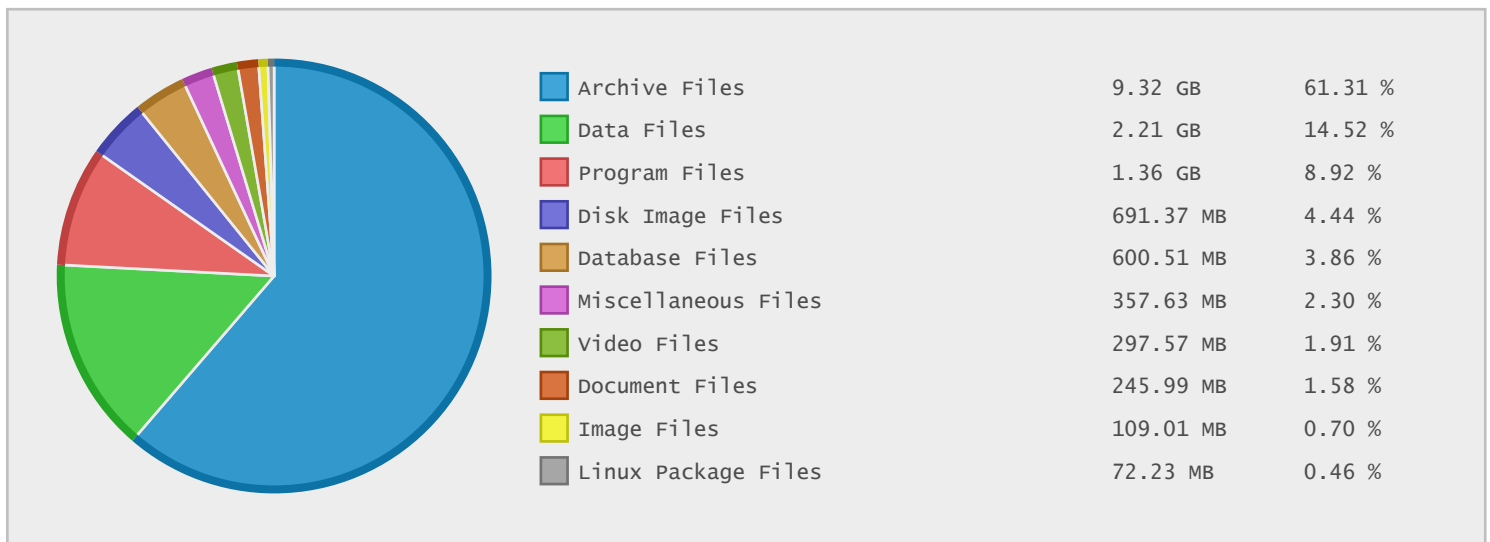 Archive Files 9.32 GB 61.31 %
Data Files 2.21 GB 14.52 %
Program Files 1.36 GB 8.92 %
Disk Image Files 691.37 MB 4.44 %
Database Files 600.51 MB 3.86 %
Miscellaneous Files 357.63 MB 2.30 %
Video Files 297.57 MB 1.91 %
Document Files 245.99 MB 1.58 %
Image Files 109.01 MB 0.70 %
Linux Package Files 72.23 MB 0.46 %